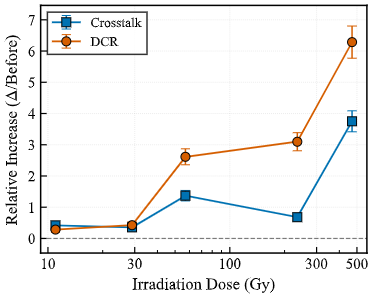 Crosstalk
DCR
Relative Increase (Δ/Before)
7
6
5
4
3
2
1
0
10 30 100 300 500
Irradiation Dose (Gy)